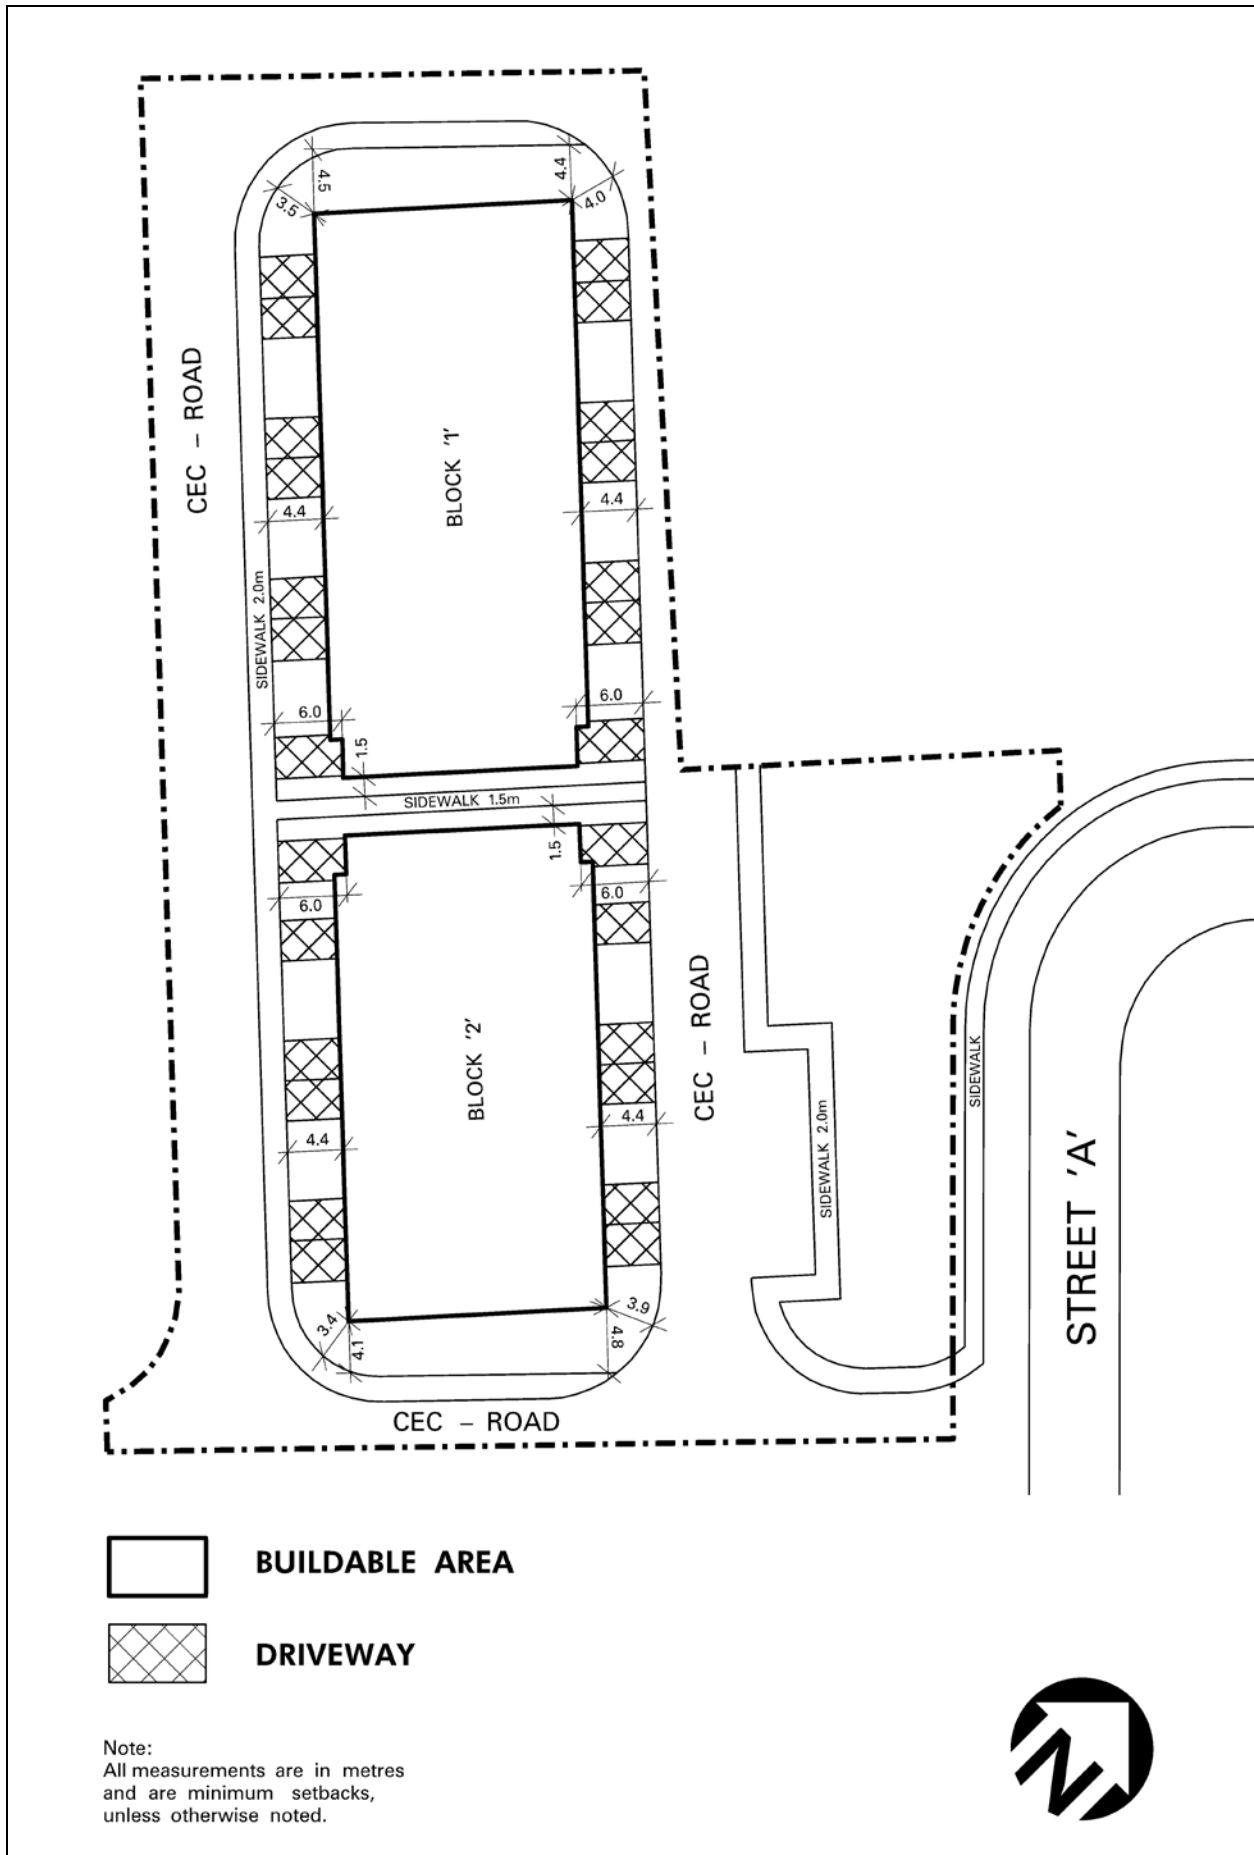 4.5
4.4
3.5
4.0
CEC – ROAD
BLOCK '1'
4.4
4.4
SIDEWALK 2.0m
6.0
6.0
1.5
SIDEWALK 1.5m
1.5
6.0
6.0
CEC – ROAD
BLOCK '2'
SIDEWALK
4.4
4.4
SIDEWALK 2.0m
STREET 'A'
3.4
4.1
3.9
4.8
CEC – ROAD
BUILDABLE AREA
DRIVEWAY
N
Note:
All measurements are in metres
and are minimum setbacks,
unless otherwise noted.